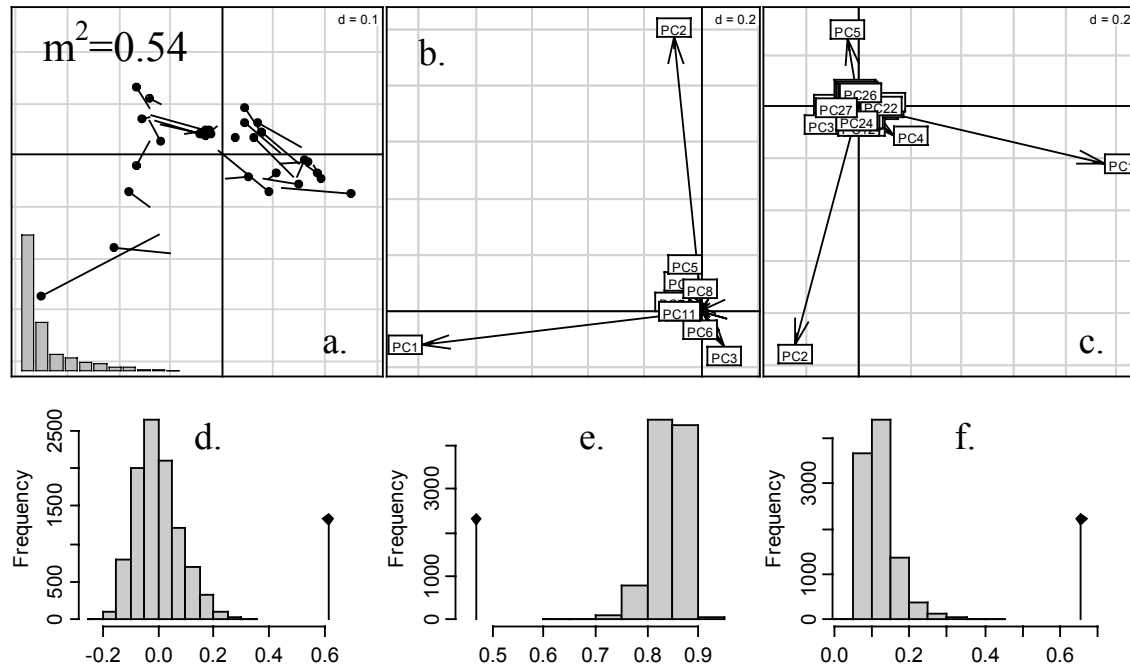 m²=0.54
d = 0.1
a.
b.
d = 0.2
PC2
PC5
PC8
PC11
PC6
PC1
PC3
c.
d = 0.2
PC5
PC26
PC27
PC22
PC3
PC24
PC4
PC1
PC2
d.
Frequency
0 500 1500 2500
-0.2 0.0 0.2 0.4 0.6
e.
Frequency
0 1000 3000
0.5 0.6 0.7 0.8 0.9
f.
Frequency
0 1000 3000
0.0 0.2 0.4 0.6